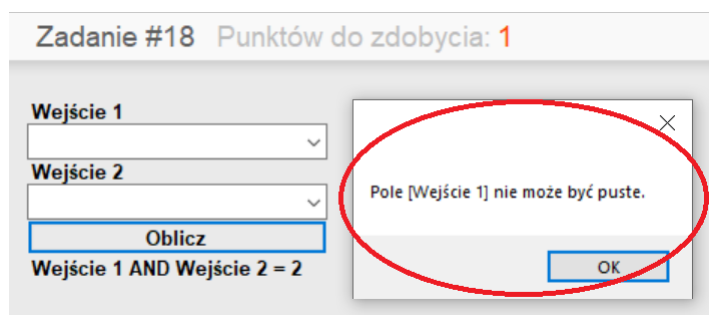 Zadanie #18 Punktów do zdobycia: 1
Wejście 1
Wejście 2
Oblicz
Wejście 1 AND Wejście 2 = 2
Pole [Wejście 1] nie może być puste.
OK